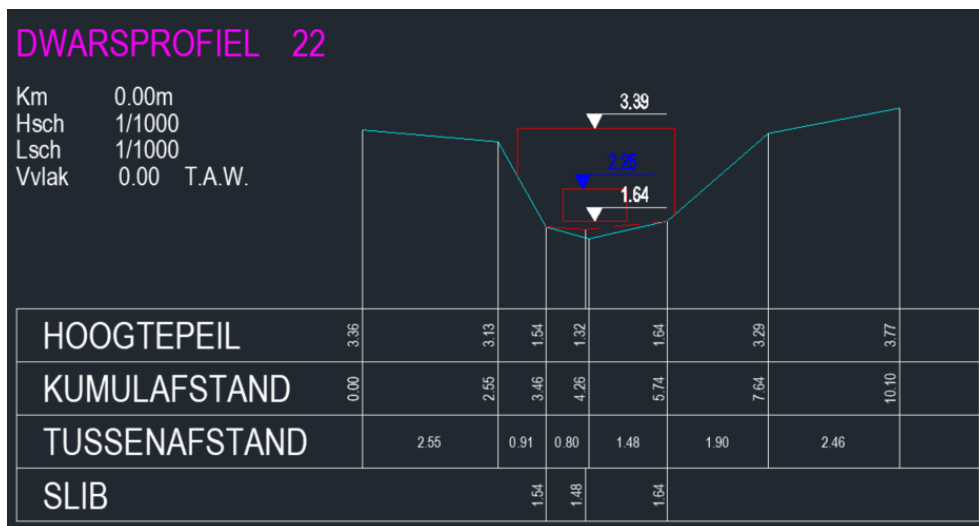 DWARSPROFIEL 22
Km 0.00m
Hsch 1/1000
Lsch 1/1000
Vvlak 0.00 T.A.W.
3.39
2.25
1.64
HOOGTEPEIL 3.36 3.13 1.54 1.32 1.64 3.29 3.77
KUMULAFSTAND 0.00 2.55 3.46 4.26 5.74 7.64 10.10
TUSSENAFSTAND 2.55 0.91 0.80 1.48 1.90 2.46
SLIB 1.54 1.48 1.64